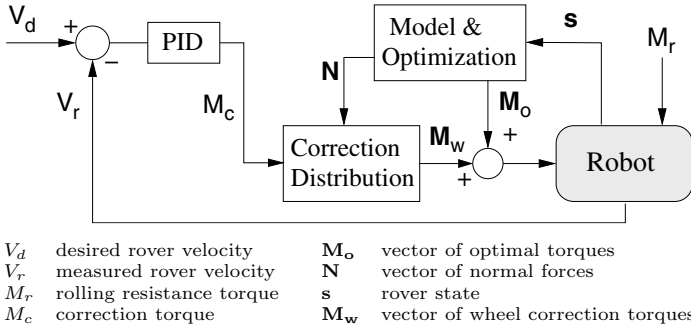 V_d
+
−
PID
V_r
M_c
Model &
Optimization
N
M_o
s
M_r
Correction
Distribution
M_w
+
+
Robot
V_d desired rover velocity
V_r measured rover velocity
M_r rolling resistance torque
M_c correction torque
M_o vector of optimal torques
N vector of normal forces
s rover state
M_w vector of wheel correction torques